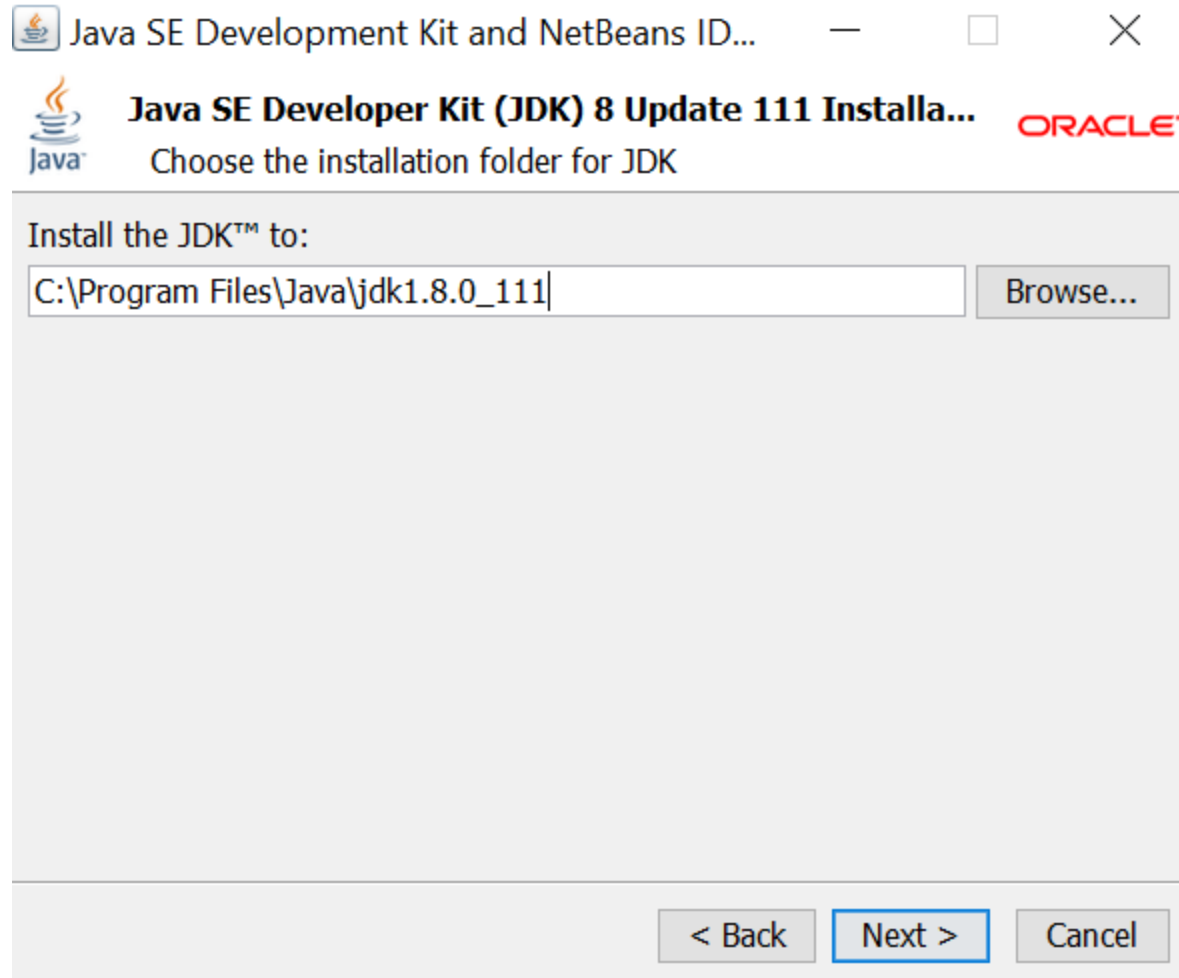 Java SE Development Kit and NetBeans ID...
Java SE Developer Kit (JDK) 8 Update 111 Installa...
ORACLE
Java
Choose the installation folder for JDK
Install the JDK™ to:
C:\Program Files\Java\jdk1.8.0_111
Browse...
< Back
Next >
Cancel